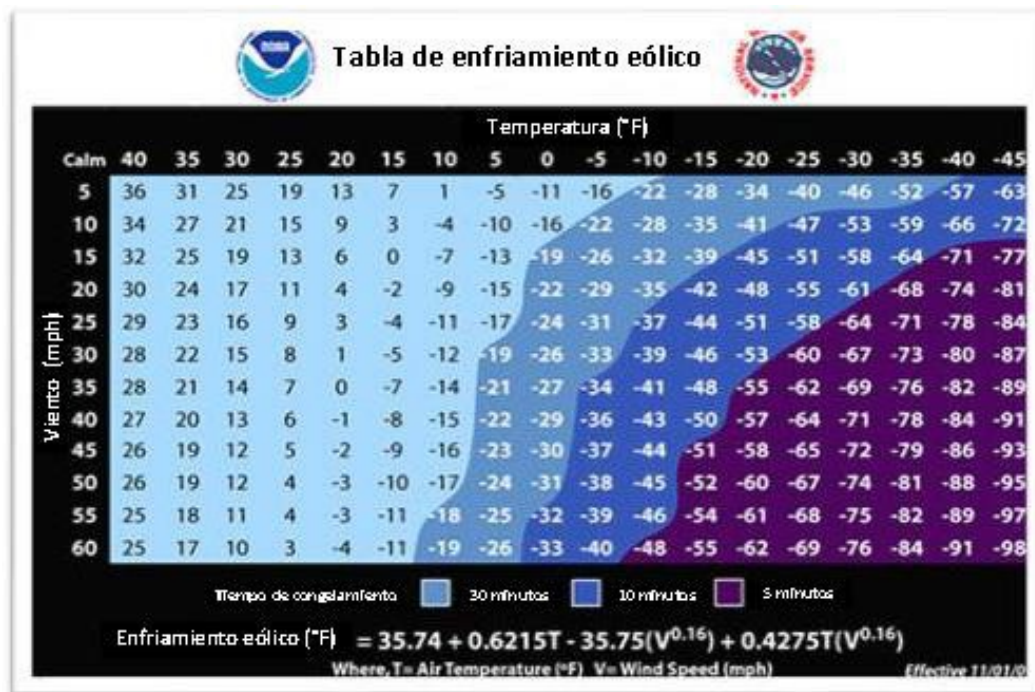 Tabla de enfriamiento eólico
Temperatura (°F)
Calm 40 35 30 25 20 15 10 5 0 -5 -10 -15 -20 -25 -30 -35 -40 -45
5 36 31 25 19 13 7 1 -5 -11 -16 -22 -28 -34 -40 -46 -52 -57 -63
10 34 27 21 15 9 3 -4 -10 -16 -22 -28 -35 -41 -47 -53 -59 -66 -72
15 32 25 19 13 6 0 -7 -13 -19 -26 -32 -39 -45 -51 -58 -64 -71 -77
20 30 24 17 11 4 -2 -9 -15 -22 -29 -35 -42 -48 -55 -61 -68 -74 -81
25 29 23 16 9 3 -4 -11 -17 -24 -31 -37 -44 -51 -58 -64 -71 -78 -84
30 28 22 15 8 1 -5 -12 -19 -26 -33 -39 -46 -53 -60 -67 -73 -80 -87
35 28 21 14 7 0 -7 -14 -21 -27 -34 -41 -48 -55 -62 -69 -76 -82 -89
40 27 20 13 6 -1 -8 -15 -22 -29 -36 -43 -50 -57 -64 -71 -78 -84 -91
45 26 19 12 5 -2 -9 -16 -23 -30 -37 -44 -51 -58 -65 -72 -79 -86 -93
50 26 19 12 4 -3 -10 -17 -24 -31 -38 -45 -52 -60 -67 -74 -81 -88 -95
55 25 18 11 4 -3 -11 -18 -25 -32 -39 -46 -54 -61 -68 -75 -82 -89 -97
60 25 17 10 3 -4 -11 -19 -26 -33 -40 -48 -55 -62 -69 -76 -84 -91 -98
Viento (mph)
Tiempo de congelamiento 30 minutos 10 minutos 5 minutos
Enfriamiento eólico (°F) = 35.74 + 0.6215T - 35.75(V^0.16) + 0.4275T(V^0.16)
Where, T= Air Temperature (°F) V= Wind Speed (mph)
Effective 11/01/0